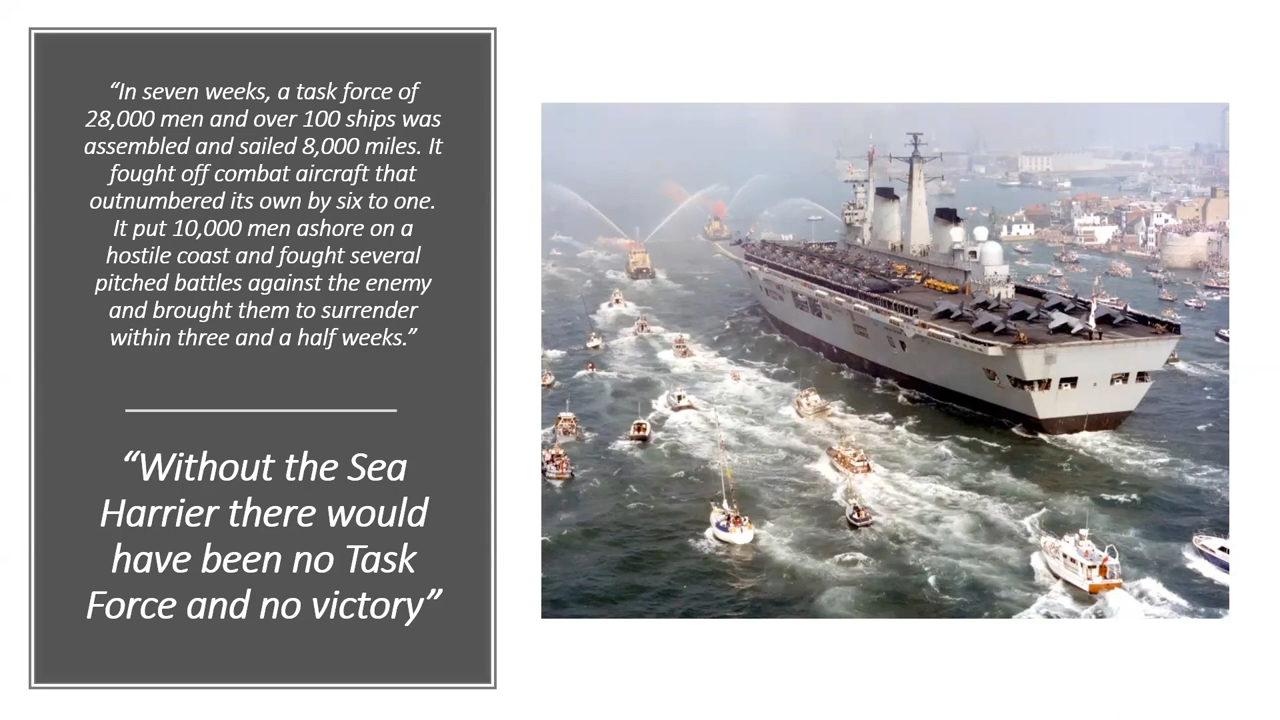 “In seven weeks, a task force of
28,000 men and over 100 ships was
assembled and sailed 8,000 miles. It
fought off combat aircraft that
outnumbered its own by six to one.
It put 10,000 men ashore on a
hostile coast and fought several
pitched battles against the enemy
and brought them to surrender
within three and a half weeks.”
“Without the Sea
Harrier there would
have been no Task
Force and no victory”